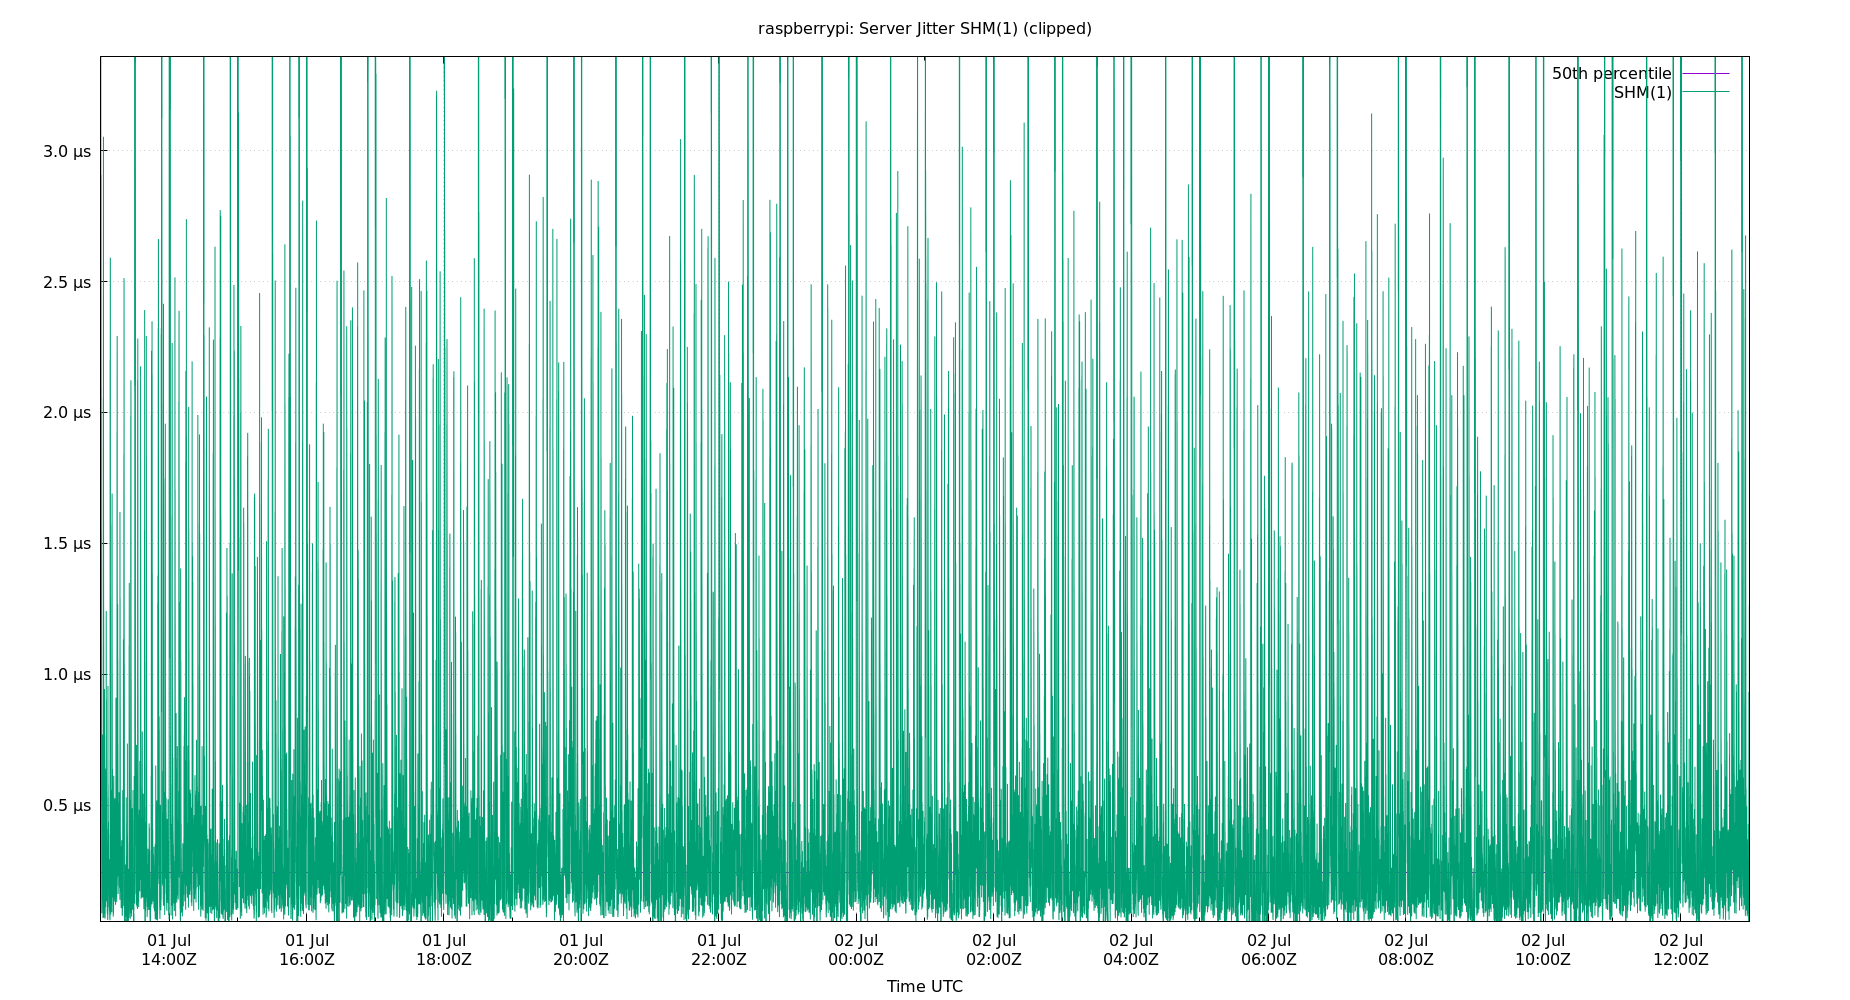 raspberrypi: Server Jitter SHM(1) (clipped)
50th percentile
SHM(1)
3.0 µs
2.5 µs
2.0 µs
1.5 µs
1.0 µs
0.5 µs
01 Jul 01 Jul 01 Jul 01 Jul 01 Jul 02 Jul 02 Jul 02 Jul 02 Jul 02 Jul 02 Jul 02 Jul
14:00Z 16:00Z 18:00Z 20:00Z 22:00Z 00:00Z 02:00Z 04:00Z 06:00Z 08:00Z 10:00Z 12:00Z
Time UTC